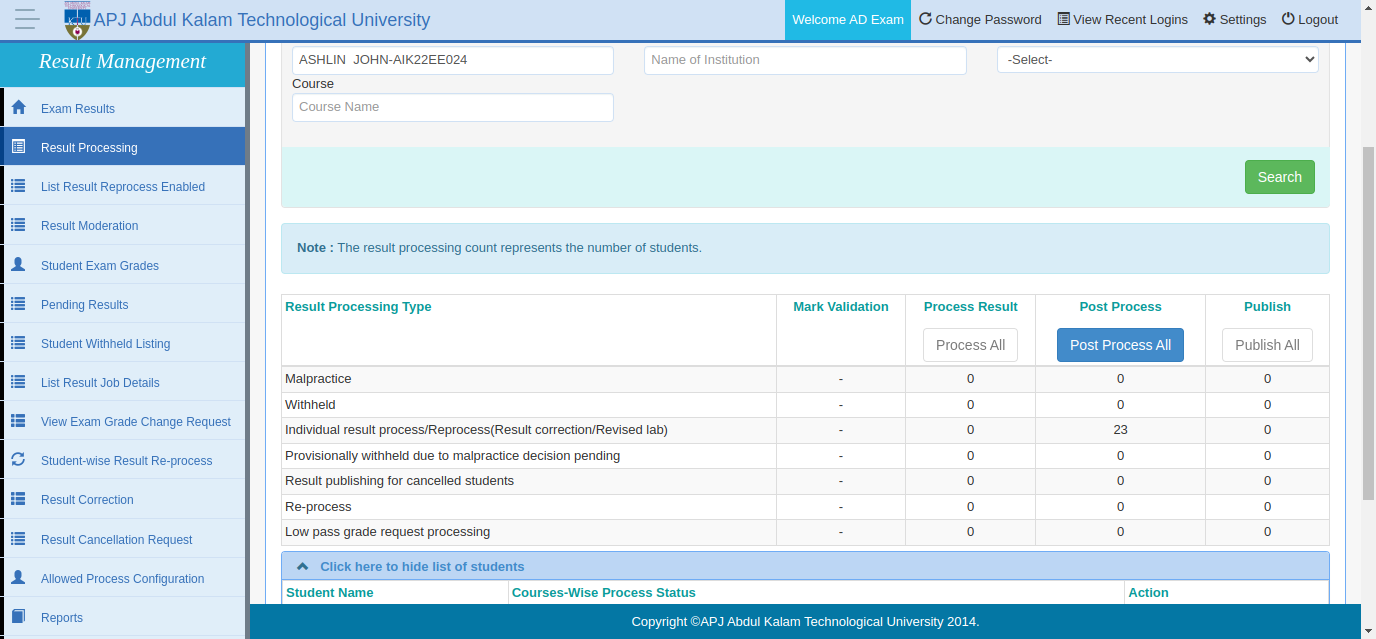 APJ Abdul Kalam Technological University
Welcome AD Exam Change Password View Recent Logins Settings Logout
Result Management
Exam Results
Result Processing
List Result Reprocess Enabled
Result Moderation
Student Exam Grades
Pending Results
Student Withheld Listing
List Result Job Details
View Exam Grade Change Request
Student-wise Result Re-process
Result Correction
Result Cancellation Request
Allowed Process Configuration
Reports
ASHLIN JOHN-AIK22EE024 Name of Institution -Select-
Course
Course Name
Search
Note : The result processing count represents the number of students.
Result Processing Type Mark Validation Process Result Post Process Publish
Process All Post Process All Publish All
Malpractice - 0 0 0
Withheld - 0 0 0
Individual result process/Reprocess(Result correction/Revised lab) - 0 23 0
Provisionally withheld due to malpractice decision pending - 0 0 0
Result publishing for cancelled students - 0 0 0
Re-process - 0 0 0
Low pass grade request processing - 0 0 0
Click here to hide list of students
Student Name Courses-Wise Process Status Action
Copyright ©APJ Abdul Kalam Technological University 2014.